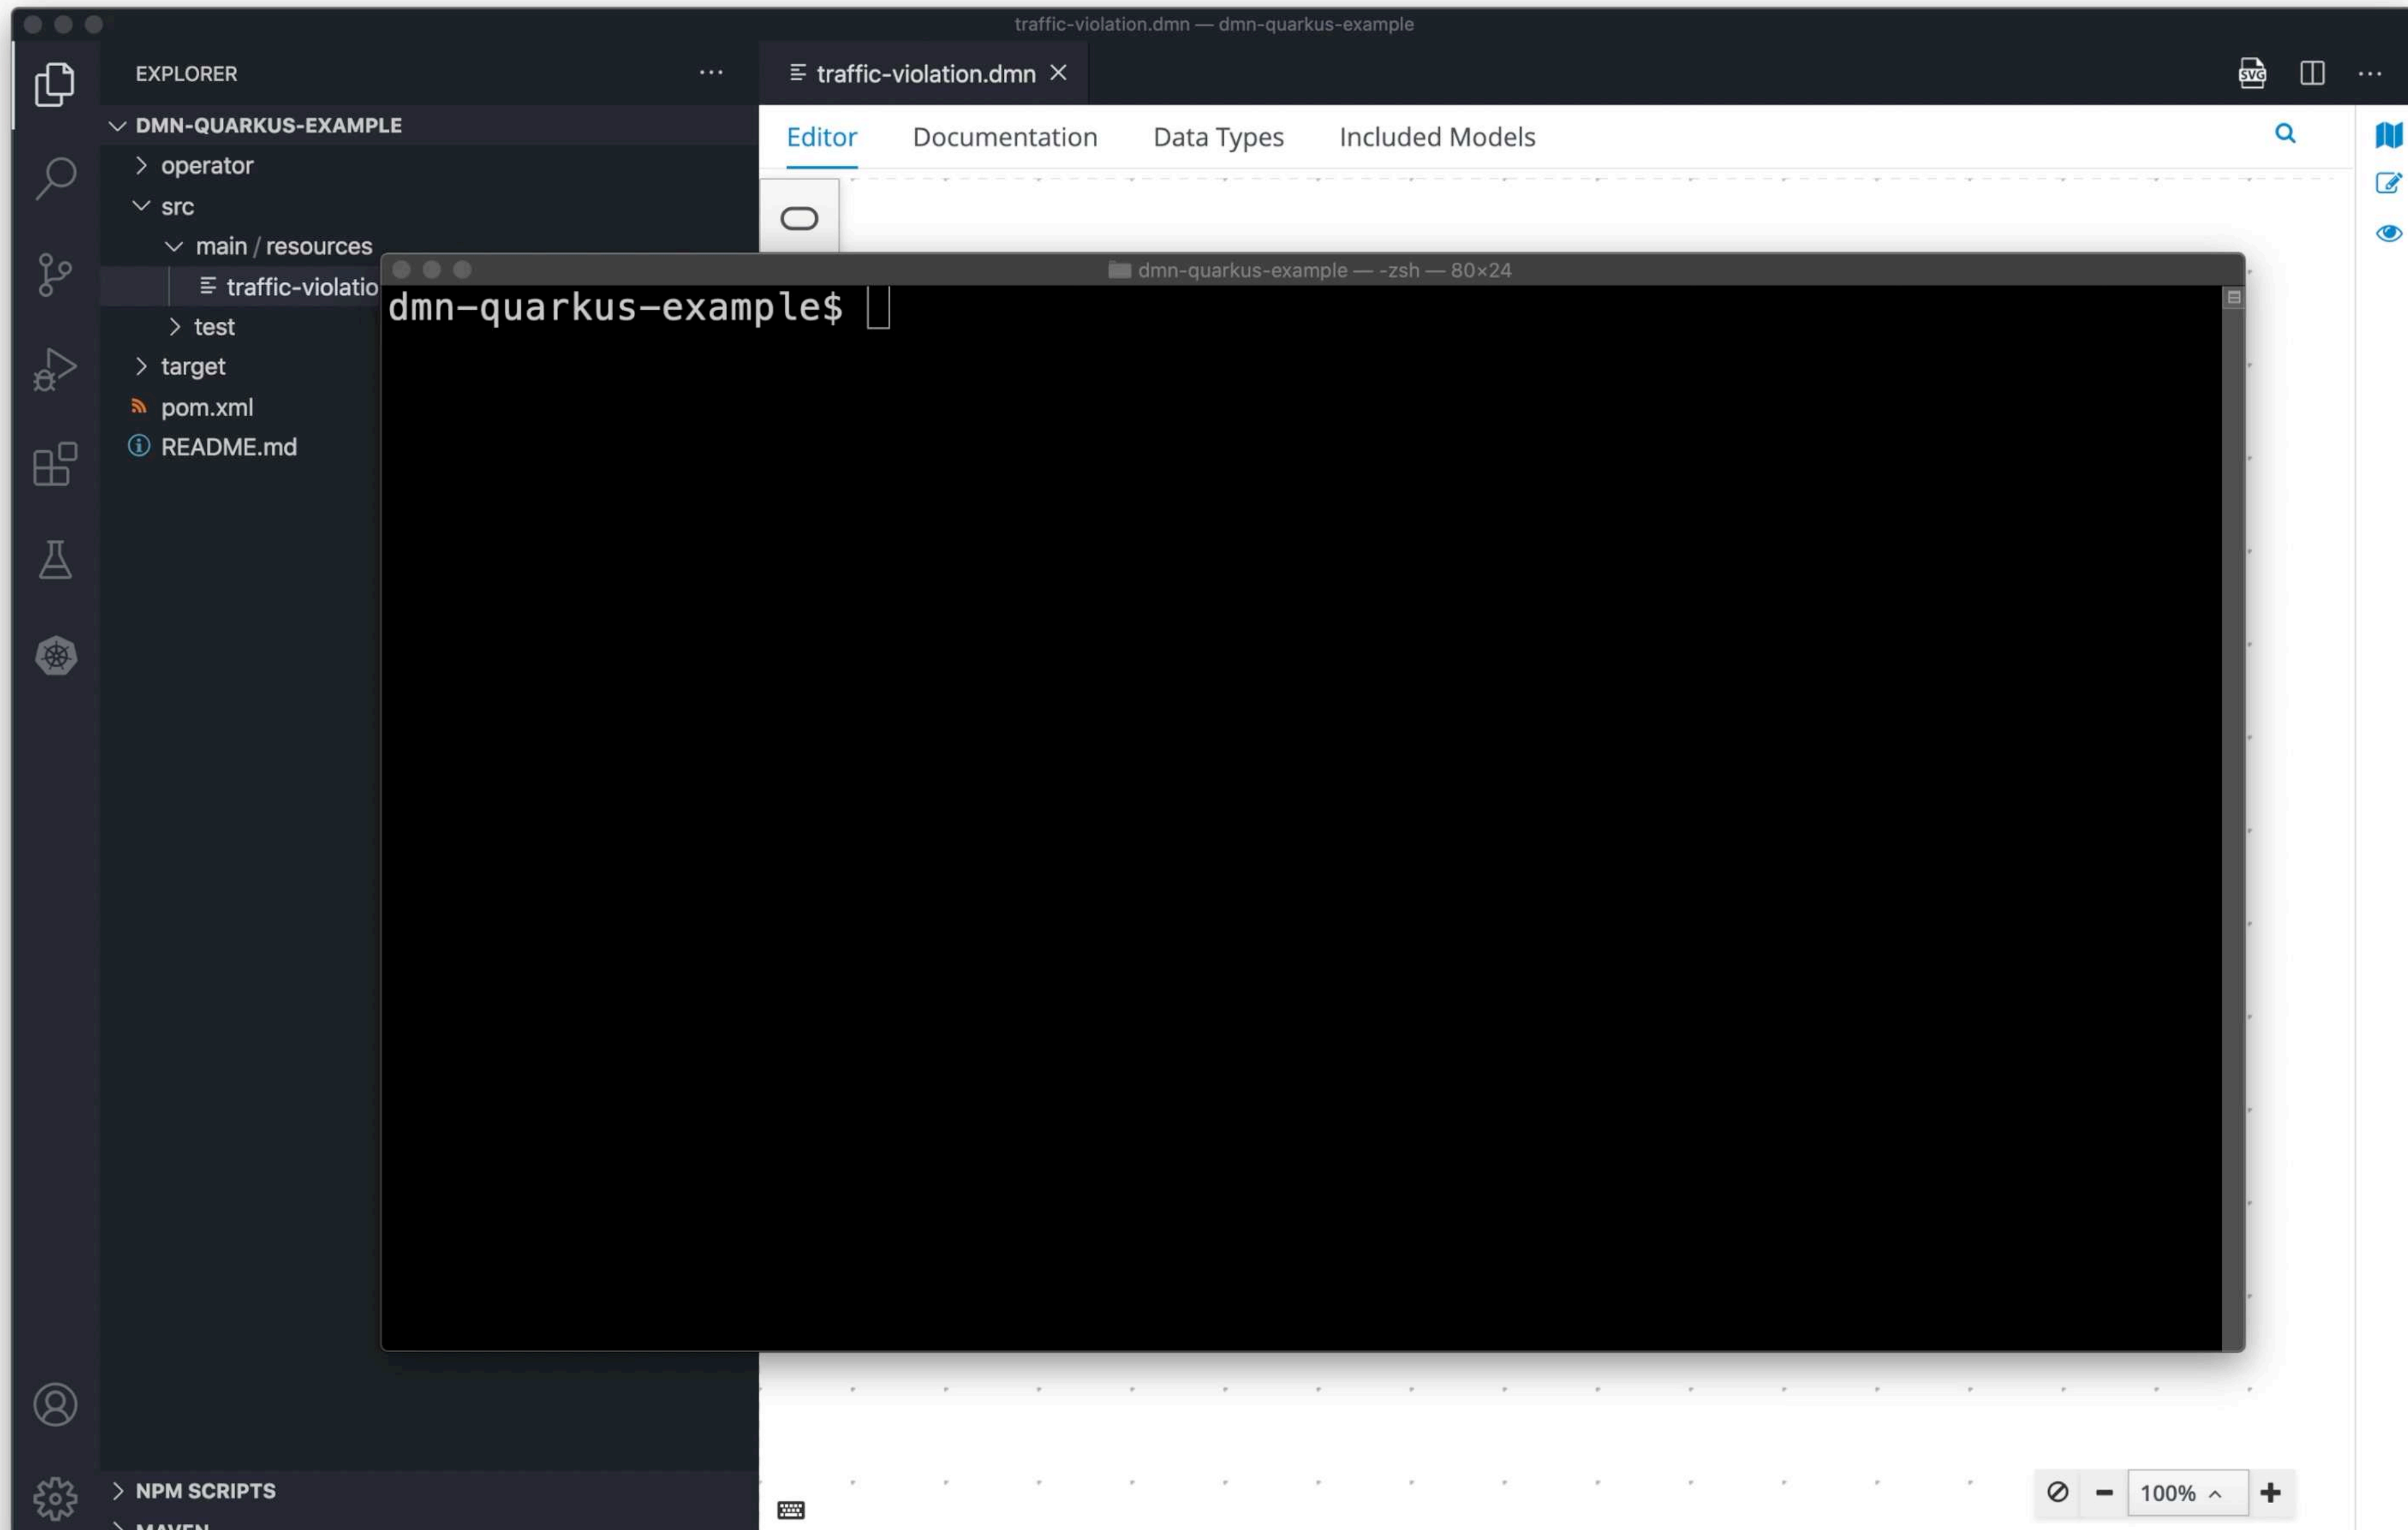 traffic-violation.dmn — dmn-quarkus-example
EXPLORER
traffic-violation.dmn
SVG
DMN-QUARKUS-EXAMPLE
Editor Documentation Data Types Included Models
operator
src
main / resources
traffic-violatio
test
target
pom.xml
README.md
dmn-quarkus-example — -zsh — 80×24
dmn-quarkus-example$
NPM SCRIPTS
100%
MAVEN